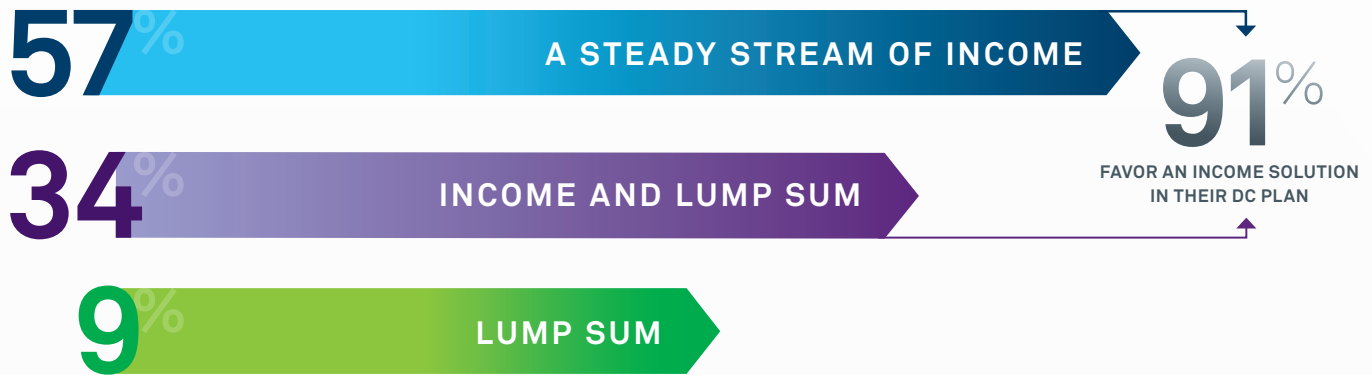 57%
A STEADY STREAM OF INCOME
91%
FAVOR AN INCOME SOLUTION
IN THEIR DC PLAN
34%
INCOME AND LUMP SUM
9%
LUMP SUM